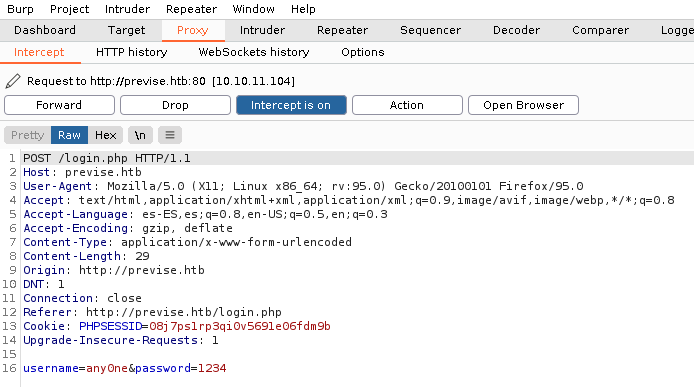 Burp Project Intruder Repeater Window Help
Dashboard Target Proxy Intruder Repeater Sequencer Decoder Comparer Logge
Intercept HTTP history WebSockets history Options
Request to http://previse.htb:80 [10.10.11.104]
Forward Drop Intercept is on Action Open Browser
Pretty Raw Hex \n
1 POST /login.php HTTP/1.1
2 Host: previse.htb
3 User-Agent: Mozilla/5.0 (X11; Linux x86_64; rv:95.0) Gecko/20100101 Firefox/95.0
4 Accept: text/html,application/xhtml+xml,application/xml;q=0.9,image/avif,image/webp,*/*;q=0.8
5 Accept-Language: es-ES,es;q=0.8,en-US;q=0.5,en;q=0.3
6 Accept-Encoding: gzip, deflate
7 Content-Type: application/x-www-form-urlencoded
8 Content-Length: 29
9 Origin: http://previse.htb
10 DNT: 1
11 Connection: close
12 Referer: http://previse.htb/login.php
13 Cookie: PHPSESSID=08j7ps1rp3qi0v5691e06fdm9b
14 Upgrade-Insecure-Requests: 1
15
16 username=any0ne&password=1234